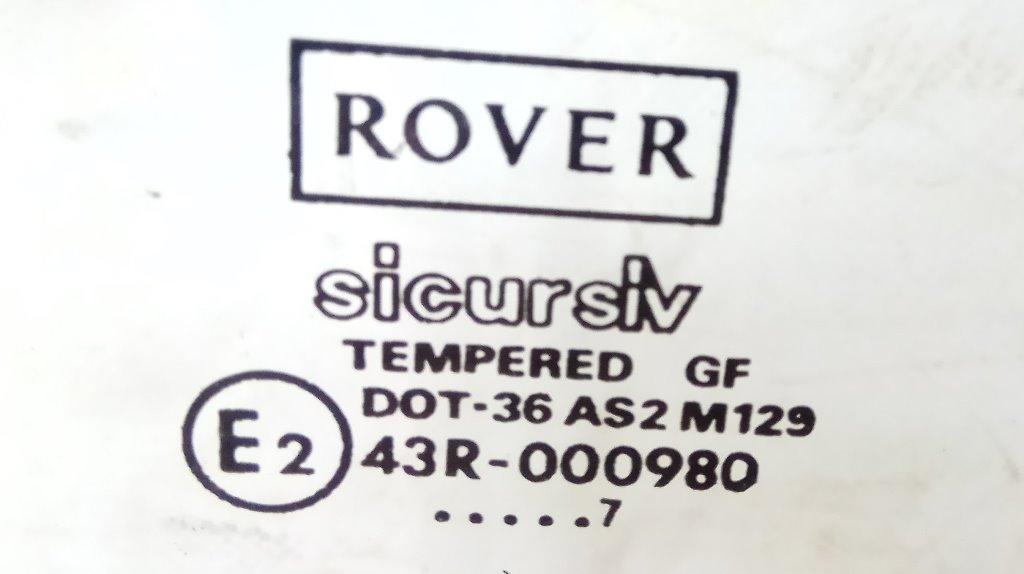 ROVER
sicursiv
TEMPERED GF
DOT-36 AS2 M129
E2 43R-000980
.....7